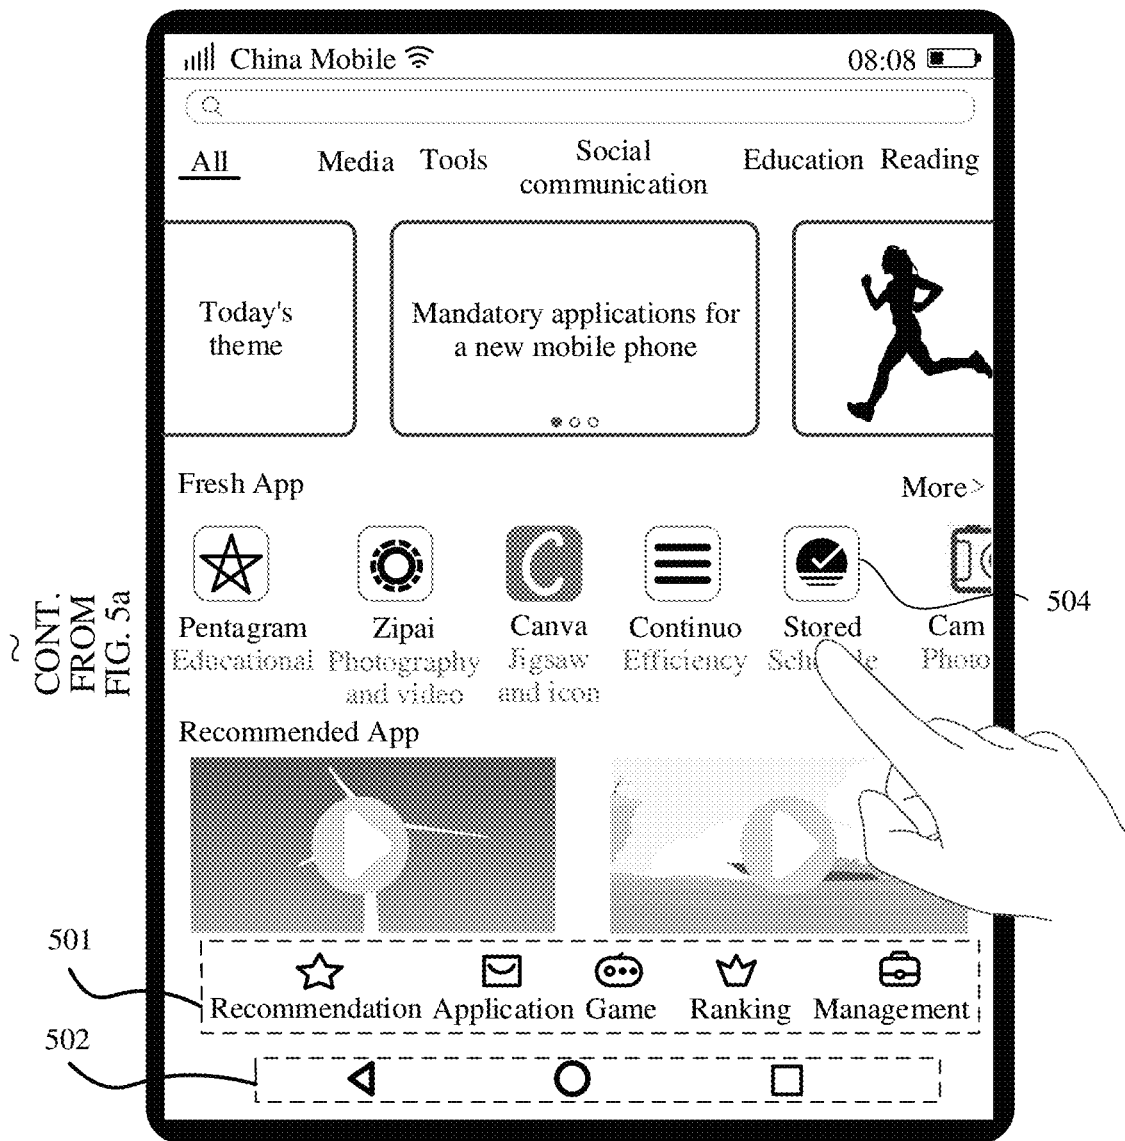 China Mobile 08:08
All Media Tools Social communication Education Reading
Today's
theme
Mandatory applications for
a new mobile phone
Fresh App More>
Pentagram Zipai Canva Continuo Stored Cam
Educational Photography Jigsaw Efficiency Photo
and video and icon
Recommended App
Recommendation Application Game Ranking Management
~
CONT.
FROM
FIG. 5a
504
501
502